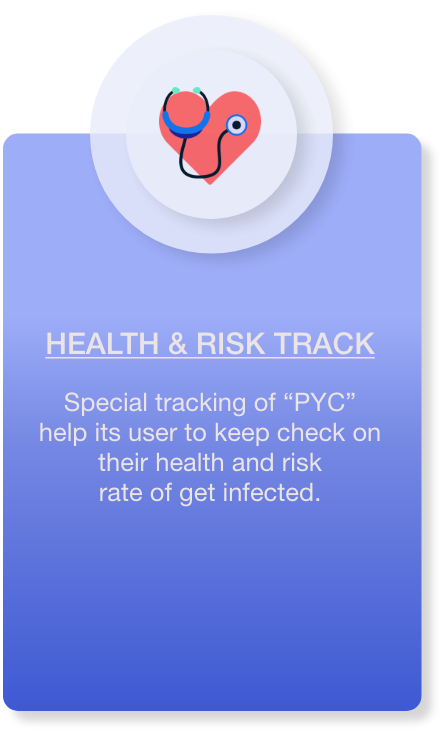 HEALTH & RISK TRACK
Special tracking of “PYC”
help its user to keep check on
their health and risk
rate of get infected.